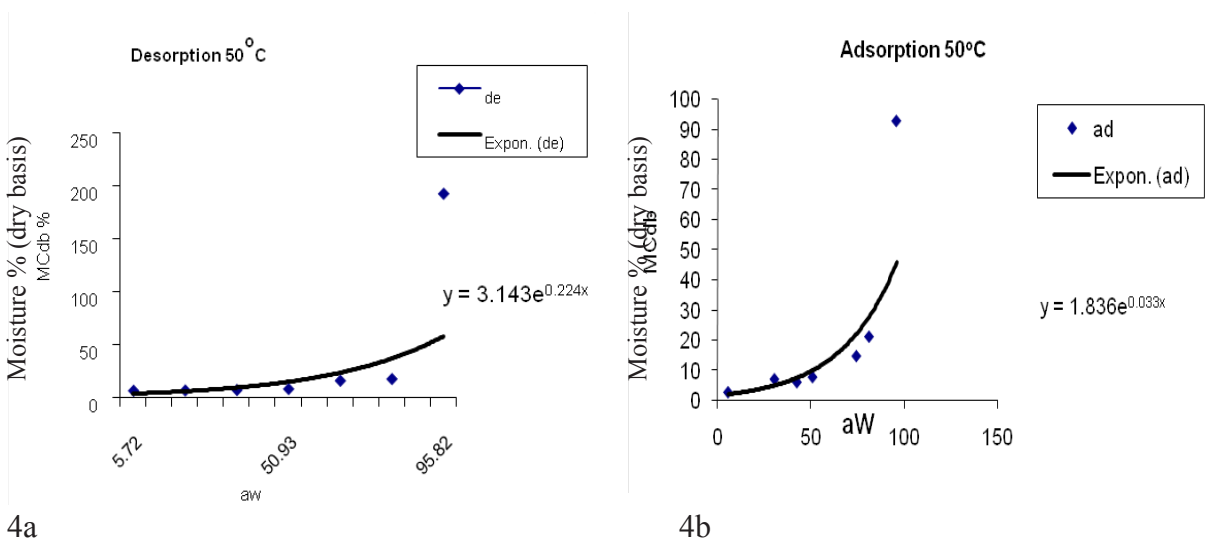 Desorption 50°C
de
Expon. (de)
Moisture % (dry basis)
MCdb %
250
200
150
100
50
0
y = 3.143e^0.224x
5.72
50.93
95.82
aw
4a
Adsorption 50ºC
ad
Expon. (ad)
Moisture % (dry basis)
MCdb
100
90
80
70
60
50
40
30
20
10
0
y = 1.836e^0.033x
0
50
100
150
aW
4b